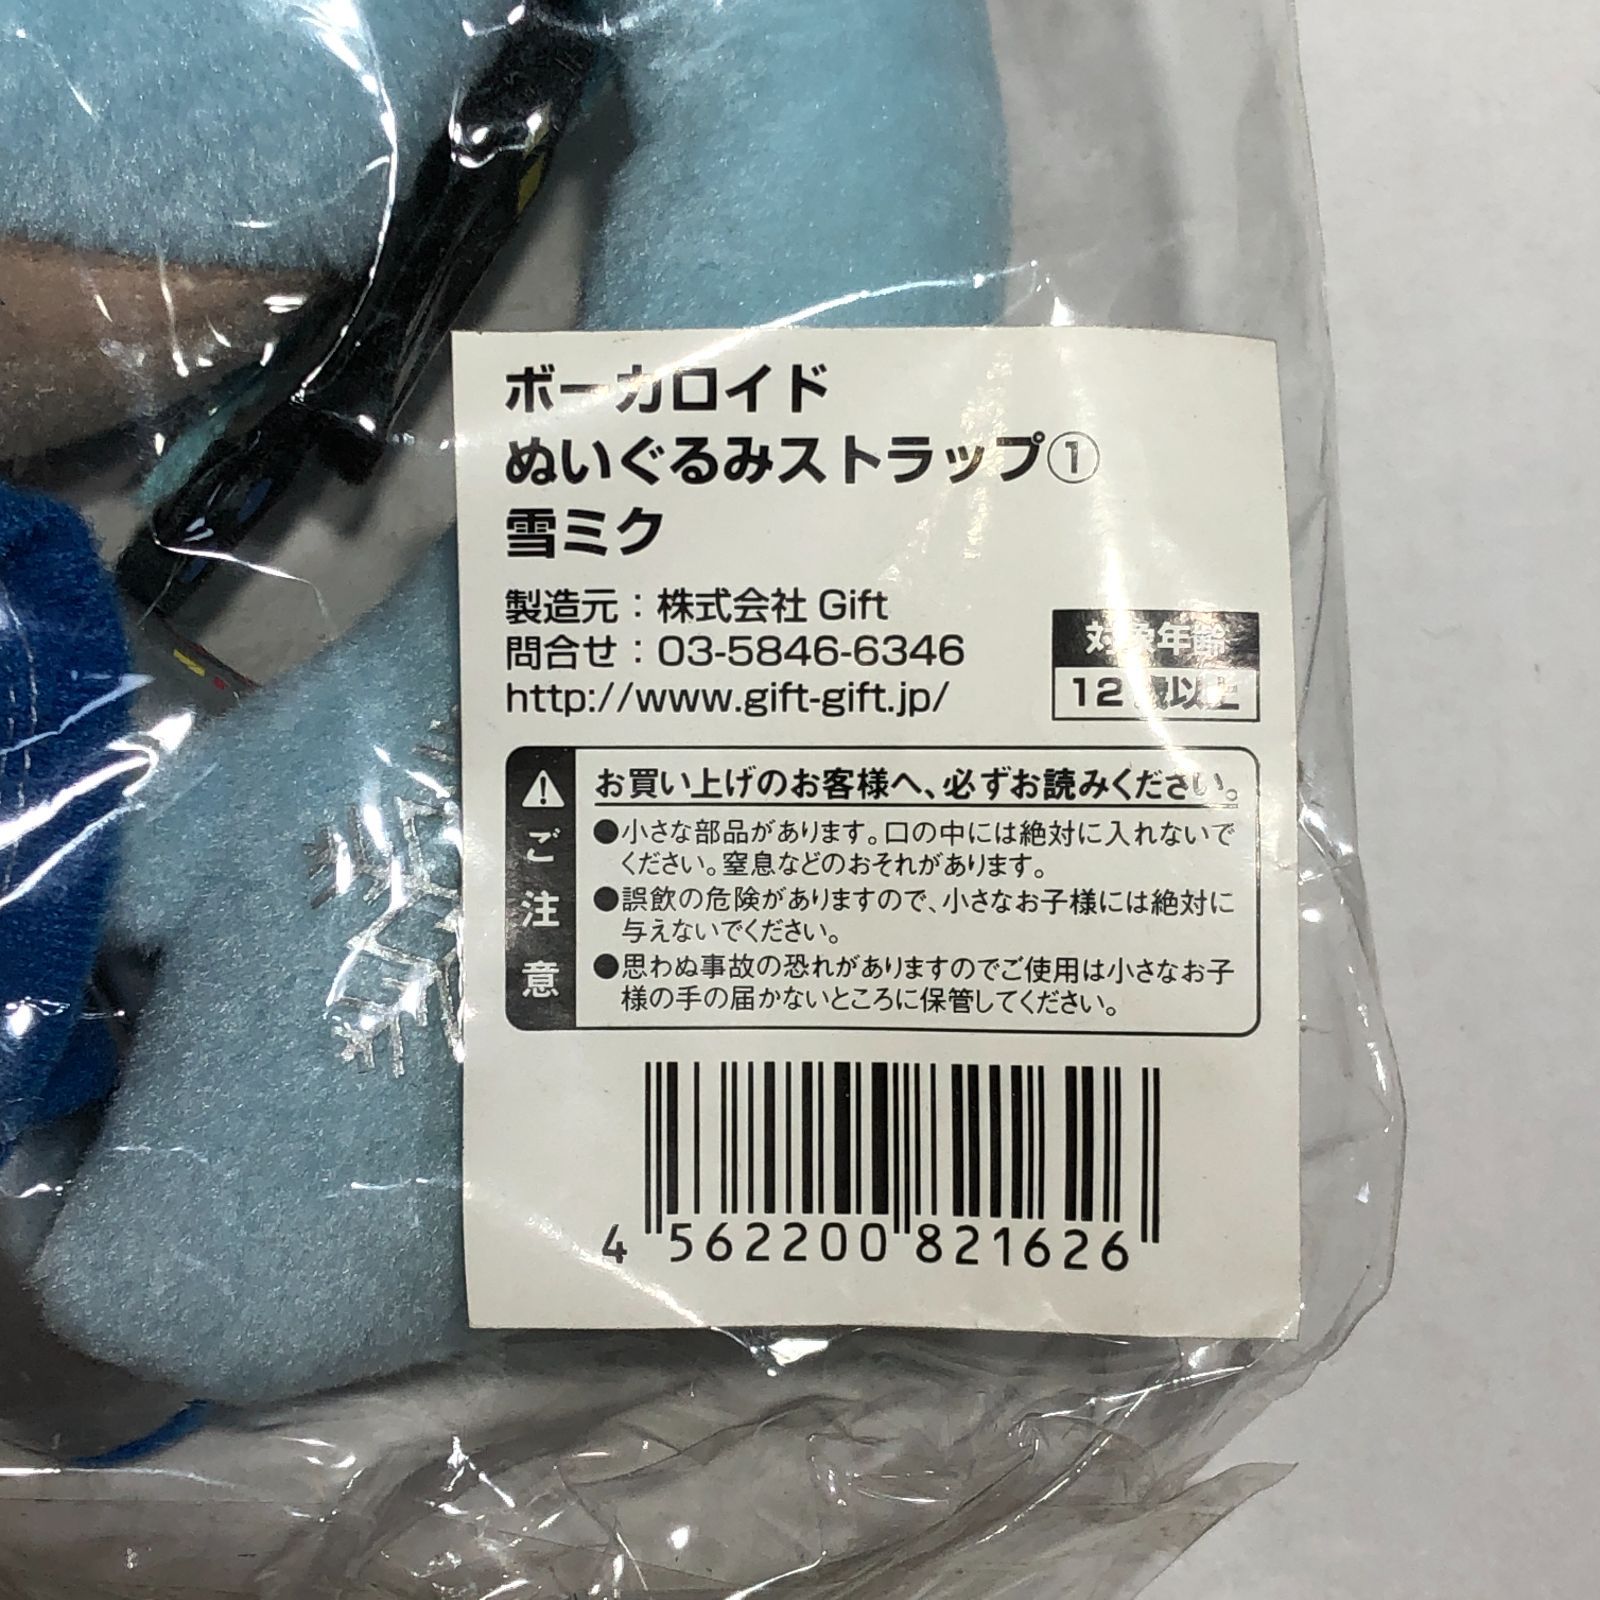 ボーカロイド
ぬいぐるみストラップ①
雪ミク
製造元：株式会社 Gift
問合せ：03-5846-6346
http://www.gift-gift.jp/
対象年齢
12歳以上
お買い上げのお客様へ、必ずお読みください。
ご注意
●小さな部品があります。口の中には絶対に入れないで
ください。窒息などのおそれがあります。
●誤飲の危険がありますので、小さなお子様には絶対に
与えないでください。
●思わぬ事故の恐れがありますのでご使用は小さなお子
様の手の届かないところに保管してください。
4 562200 821626